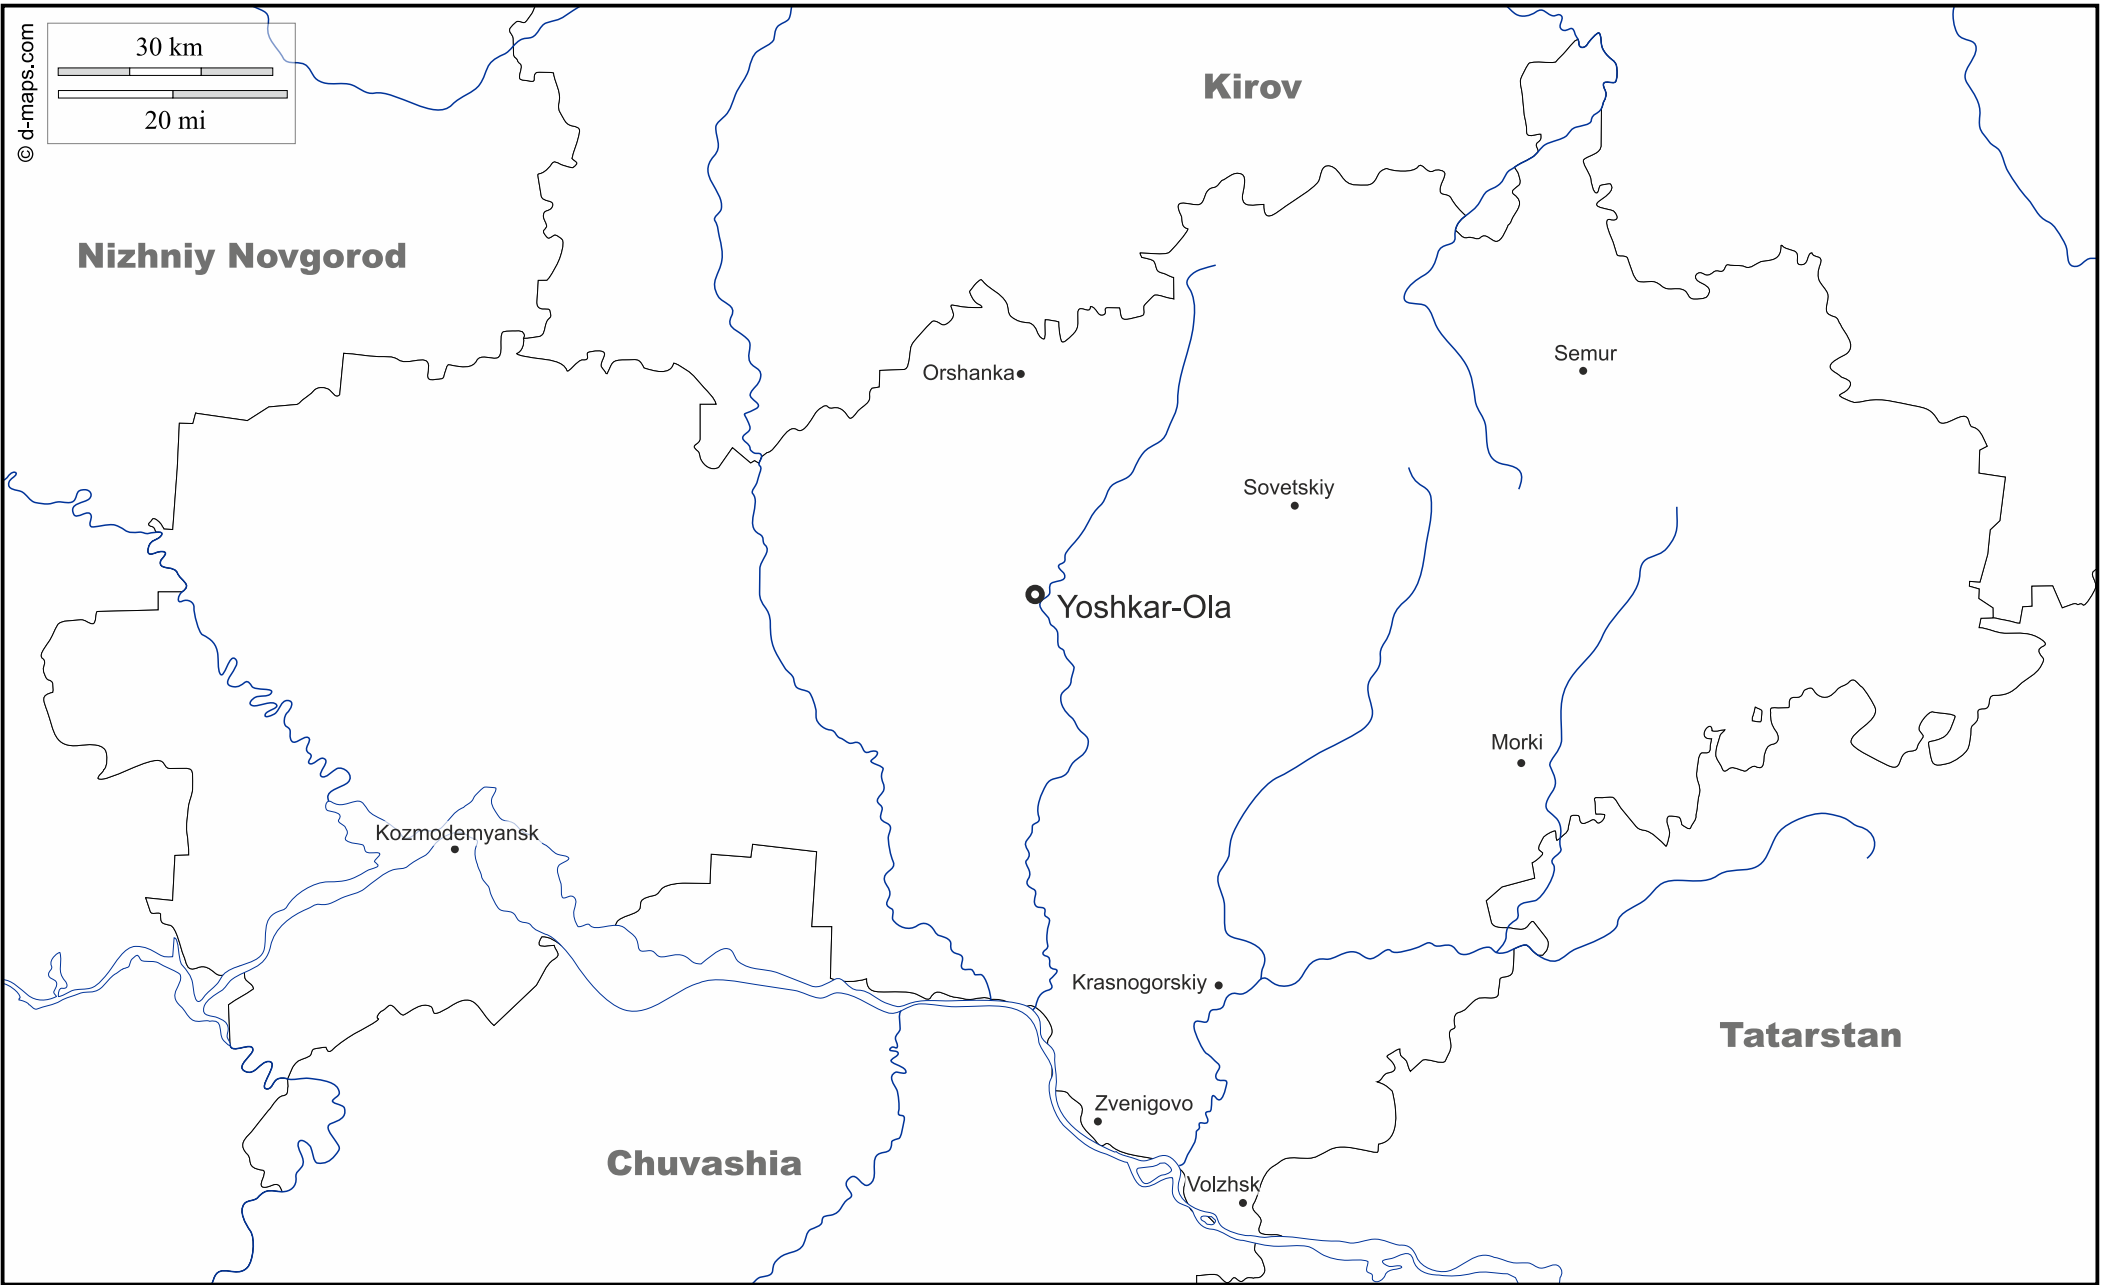 © d-maps.com
30 km
20 mi
Kirov
Nizhniy Novgorod
Semur
Orshanka
Sovetskiy
Yoshkar-Ola
Morki
Kozmodemyansk
Krasnogorskiy
Tatarstan
Zvenigovo
Chuvashia
Volzhsk